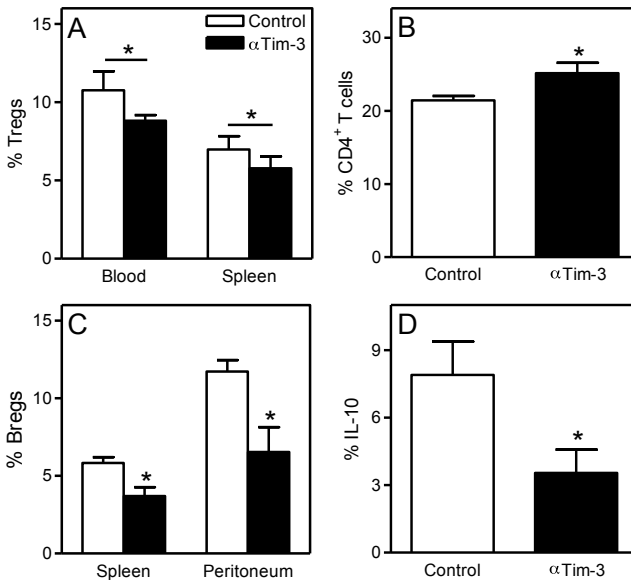 A
Control
αTim-3
% Tregs
15
10
5
0
*
*
Blood Spleen
B
% CD4⁺ T cells
30
20
10
0
*
Control αTim-3
C
% Bregs
15
10
5
0
*
*
Spleen Peritoneum
D
% IL-10
9
6
3
0
*
Control αTim-3